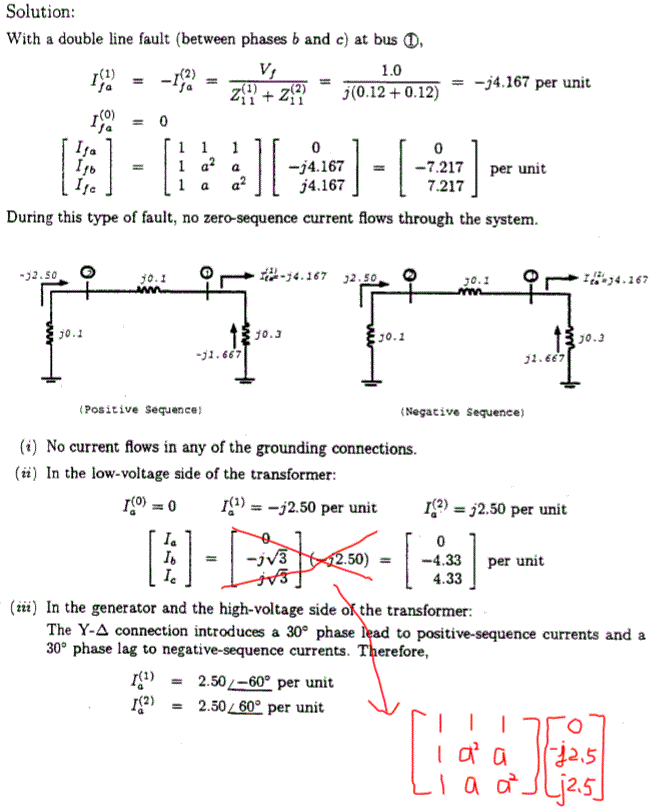 Solution:
With a double line fault (between phases b and c) at bus ①,
I_fa^(1) = −I_fa^(2) = V_f / (Z_11^(1) + Z_11^(2)) = 1.0 / j(0.12 + 0.12) = −j4.167 per unit
I_fa^(0) = 0
[ I_fa ] [ 1 1 1 ] [ 0 ] [ 0 ]
[ I_fb ] = [ 1 a² a ] [ −j4.167 ] = [ −7.217 ] per unit
[ I_fc ] [ 1 a a² ] [ j4.167 ] [ 7.217 ]
During this type of fault, no zero-sequence current flows through the system.
-j2.50 ② j0.1 ① I_fa^(1)=-j4.167 j2.50 ② j0.1 ① I_fa^(2)=j4.167
j0.1 j0.3 j0.1 j0.3
-j1.667 j1.667
(Positive Sequence) (Negative Sequence)
(i) No current flows in any of the grounding connections.
(ii) In the low-voltage side of the transformer:
I_a^(0) = 0 I_a^(1) = −j2.50 per unit I_a^(2) = j2.50 per unit
[ I_a ] [ 0 ] [ 0 ]
[ I_b ] = [ −j√3 ] (−j2.50) = [ −4.33 ] per unit
[ I_c ] [ j√3 ] [ 4.33 ]
(iii) In the generator and the high-voltage side of the transformer:
The Y-Δ connection introduces a 30° phase lead to positive-sequence currents and a
30° phase lag to negative-sequence currents. Therefore,
I_a^(1) = 2.50∠−60° per unit
I_a^(2) = 2.50∠60° per unit
[ 1 1 1 ] [ 0 ]
[ 1 a² a ] [ -j2.5 ]
[ 1 a a² ] [ j2.5 ]